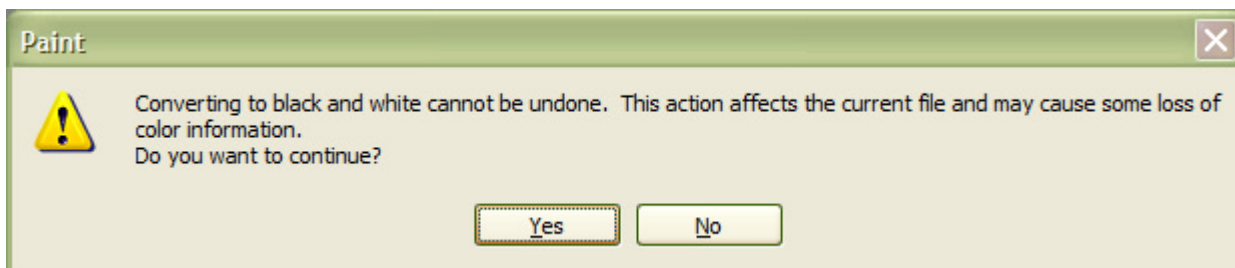 Paint
Converting to black and white cannot be undone.  This action affects the current file and may cause some loss of
color information.
Do you want to continue?
Yes No